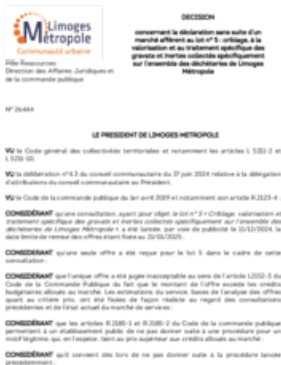 Limoges
Métropole
Communauté urbaine
Pôle Ressources
Direction des Affaires Juridiques et
de la commande publique
DECISION
concernant la déclaration sans suite d'un
marché afférent au lot n° 5 : criblage, à la
valorisation et au traitement spécifique des
gravats et inertes collectés spécifiquement
sur l'ensemble des déchèteries de Limoges
Métropole
N° 26444
LE PRESIDENT DE LIMOGES METROPOLE
VU le Code général des collectivités territoriales et notamment les articles L 5211-2 et
L 5211-10;
VU la délibération n°4.3 du conseil communautaire du 27 juin 2024 relative à la délégation
d'attributions du conseil communautaire au Président,
VU le Code de la commande publique du 1er avril 2019 et notamment son article R.2123-4 ;
CONSIDÉRANT qu'une consultation, ayant pour objet le lot n° 5 « Criblage, valorisation et
traitement spécifique des gravats et inertes collectés spécifiquement sur l'ensemble des
déchèteries de Limoges Métropole » a été lancée, par voie de publicité le 11/12/2024, la
date limite de remise des offres étant fixée au 21/01/2025 ;
CONSIDÉRANT qu'une seule offre a été reçue pour le lot 5 dans le cadre de cette
consultation ;
CONSIDÉRANT que l'unique offre a été jugée inacceptable au sens de l'article L2152-3 du
Code de la Commande Publique du fait que le montant de l'offre excède les crédits
budgétaires alloués au marché. Les estimations du service, bases de l'analyse des offres
quant au critère prix, ont été fixées de façon réaliste au regard des consultations
précédentes et de l'état actuel du marché de services ;
CONSIDÉRANT que les articles R.2185-1 et R.2185-2 du Code de la commande publique
permettent à un établissement public de ne pas donner suite à une procédure pour un
motif légitime qui, en l'espèce, tient au prix supérieur aux crédits alloués au marché ;
CONSIDÉRANT qu'il convient dès lors de ne pas donner suite à la procédure lancée
précédemment ;